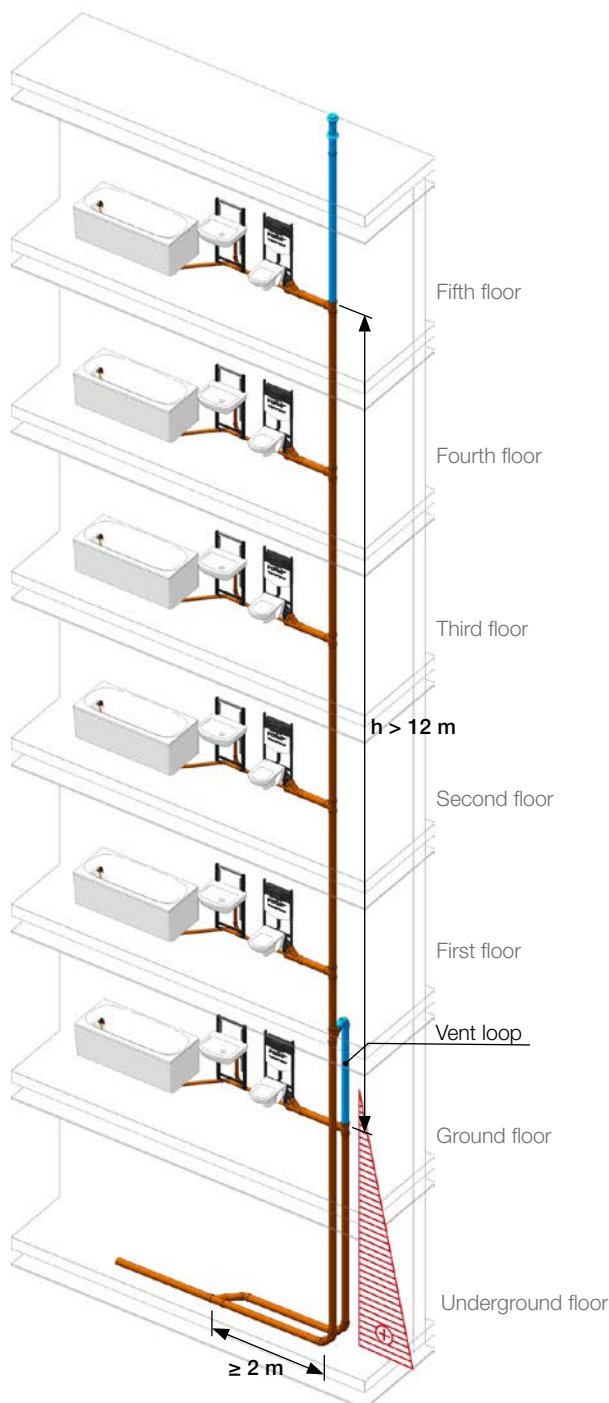 Fifth floor
Fourth floor
Third floor
h > 12 m
Second floor
First floor
Vent loop
Ground floor
Underground floor
+
≥ 2 m